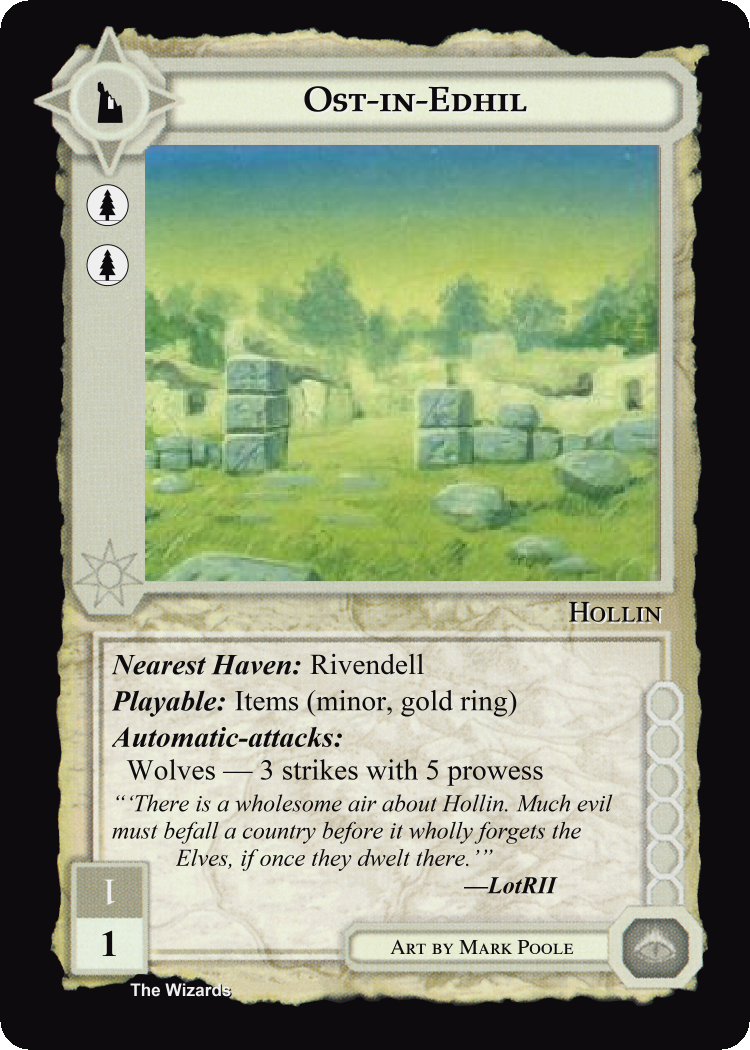 Ost-in-Edhil
Hollin
Nearest Haven: Rivendell
Playable: Items (minor, gold ring)
Automatic-attacks:
Wolves — 3 strikes with 5 prowess
“‘There is a wholesome air about Hollin. Much evil
must befall a country before it wholly forgets the
Elves, if once they dwelt there.’”
—LotRII
1
1
Art by Mark Poole
The Wizards